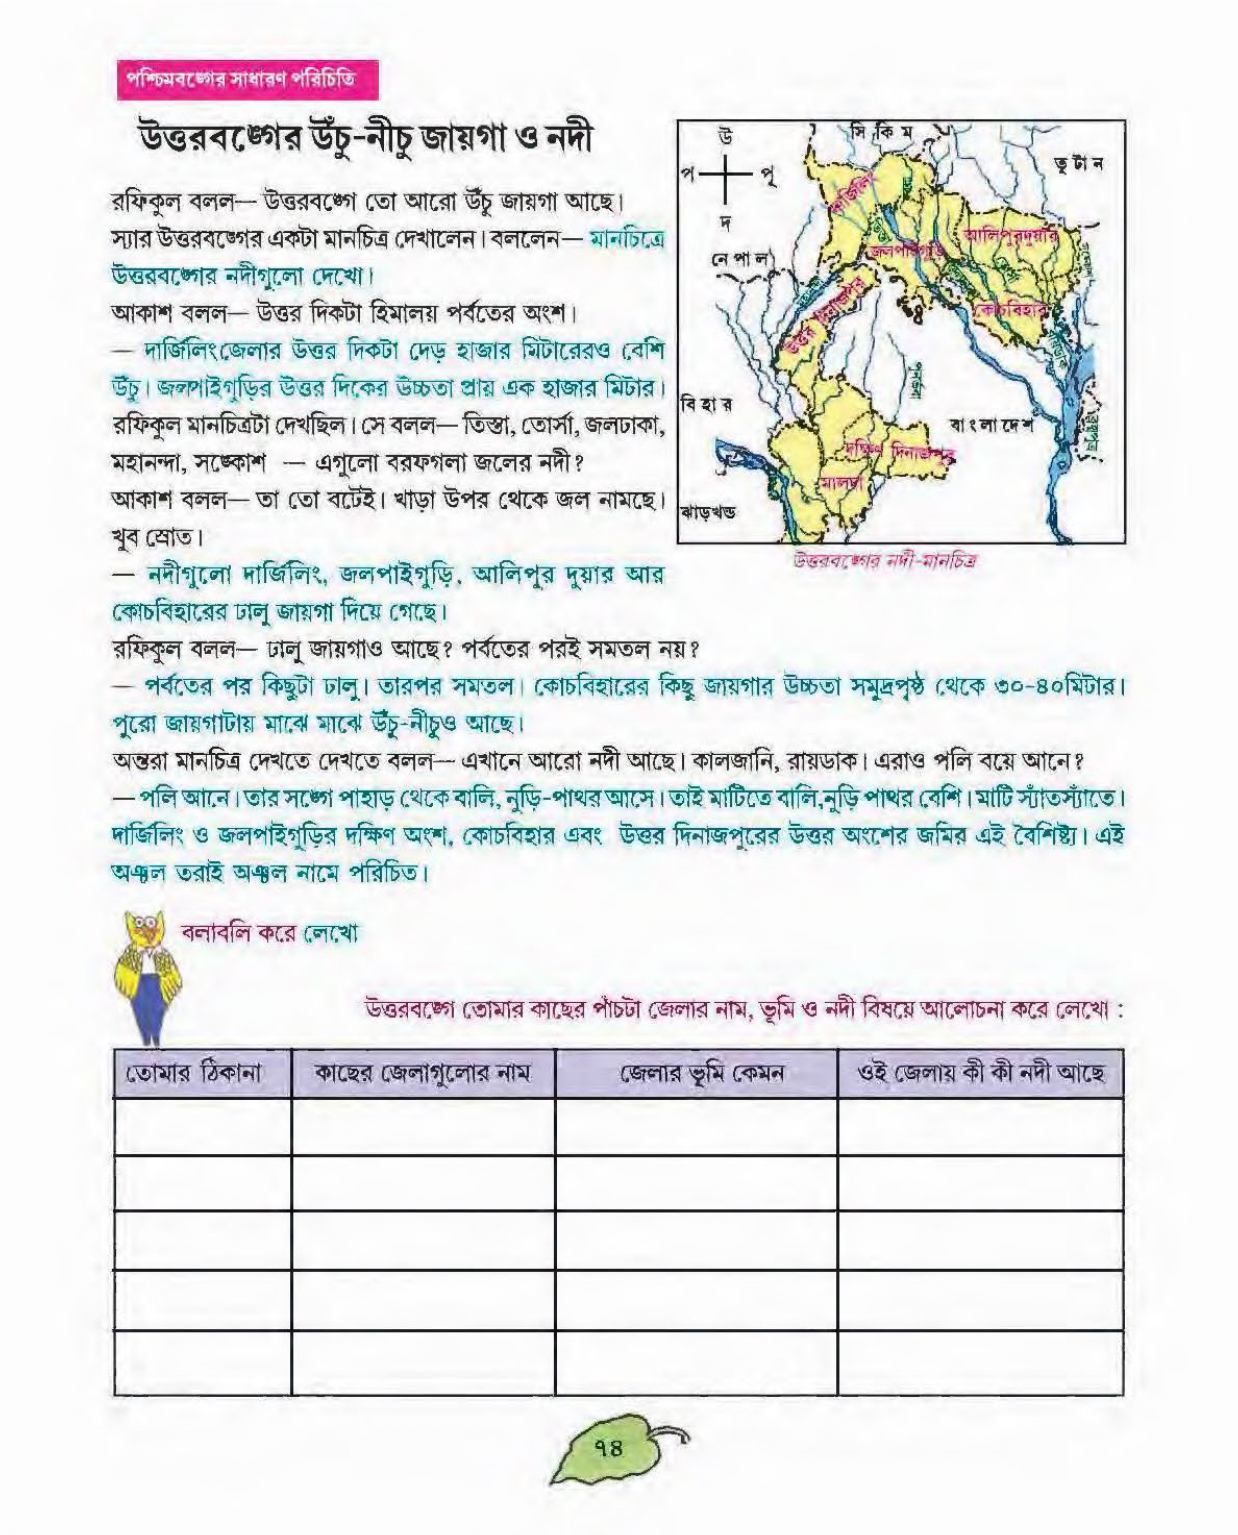 পশ্চিমবঙ্গের সাধারণ পরিচিতি
উত্তরবঙ্গের উঁচু-নীচু জায়গা ও নদী
রফিকুল বলল— উত্তরবঙ্গে তো আরো উঁচু জায়গা আছে।
স্যার উত্তরবঙ্গের একটা মানচিত্র দেখালেন। বললেন— মানচিত্রে
উত্তরবঙ্গের নদীগুলো দেখো।
আকাশ বলল— উত্তর দিকটা হিমালয় পর্বতের অংশ।
— দার্জিলিংজেলার উত্তর দিকটা দেড় হাজার মিটারেরও বেশি
উঁচু। জলপাইগুড়ির উত্তর দিকের উচ্চতা প্রায় এক হাজার মিটার।
রফিকুল মানচিত্রটা দেখছিল। সে বলল— তিস্তা, তোর্সা, জলঢাকা,
মহানন্দা, সঙ্কোশ — এগুলো বরফগলা জলের নদী?
আকাশ বলল— তা তো বটেই। খাড়া উপর থেকে জল নামছে।
খুব স্রোত।
— নদীগুলো দার্জিলিং, জলপাইগুড়ি, আলিপুর দুয়ার আর
কোচবিহারের ঢালু জায়গা দিয়ে গেছে।
রফিকুল বলল— ঢালু জায়গাও আছে? পর্বতের পরই সমতল নয়?
— পর্বতের পর কিছুটা ঢালু। তারপর সমতল। কোচবিহারের কিছু জায়গার উচ্চতা সমুদ্রপৃষ্ঠ থেকে ৩০-৪০মিটার।
পুরো জায়গাটায় মাঝে মাঝে উঁচু-নীচুও আছে।
অন্তরা মানচিত্র দেখতে দেখতে বলল— এখানে আরো নদী আছে। কালজানি, রায়ডাক। এরাও পলি বয়ে আনে?
— পলি আনে। তার সঙ্গে পাহাড় থেকে বালি, নুড়ি-পাথর আসে। তাই মাটিতে বালি,নুড়ি পাথর বেশি। মাটি স্যাঁতস্যাঁতে।
দার্জিলিং ও জলপাইগুড়ির দক্ষিণ অংশ, কোচবিহার এবং উত্তর দিনাজপুরের উত্তর অংশের জমির এই বৈশিষ্ট্য। এই
অঞ্চল তরাই অঞ্চল নামে পরিচিত।
উ
প
পূ
দ
সি কি ম
ভূ টা ন
নে পা ল
দার্জিলিং
জলপাইগুড়ি
আলিপুরদুয়ার
কোচবিহার
উত্তর দিনাজপুর
বি হা র
বাং লা দে শ
দক্ষিণ দিনাজপুর
মালদা
ঝাড়খন্ড
উত্তরবঙ্গের নদী-মানচিত্র
বলাবলি করে লেখো
উত্তরবঙ্গে তোমার কাছের পাঁচটা জেলার নাম, ভূমি ও নদী বিষয়ে আলোচনা করে লেখো :
তোমার ঠিকানা কাছের জেলাগুলোর নাম জেলার ভূমি কেমন ওই জেলায় কী কী নদী আছে
৭৪